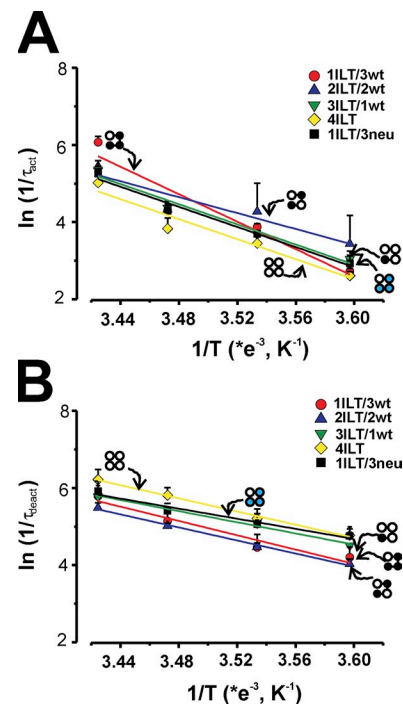 A
8
6
4
2
ln (1/τact)
1ILT/3wt
2ILT/2wt
3ILT/1wt
4ILT
1ILT/3neu
3.44 3.48 3.52 3.56 3.60
1/T (*e-3, K-1)
B
8
6
4
2
ln (1/τdeact)
1ILT/3wt
2ILT/2wt
3ILT/1wt
4ILT
1ILT/3neu
3.44 3.48 3.52 3.56 3.60
1/T (*e-3, K-1)